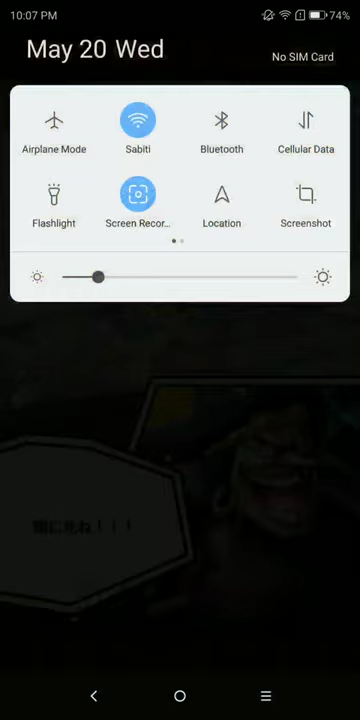 10:07 PM
74%
May 20 Wed
No SIM Card
Airplane Mode
Sabiti
Bluetooth
Cellular Data
Flashlight
Screen Recor...
Location
Screenshot